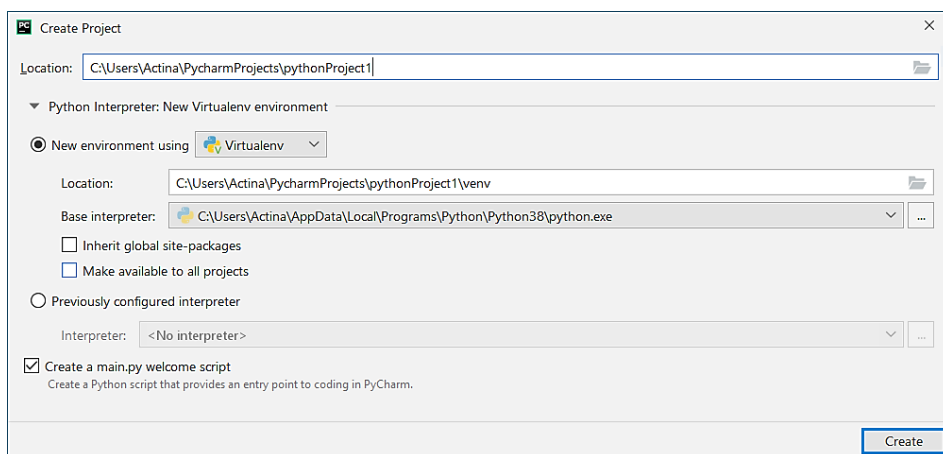 PC Create Project
Location: C:\Users\Actina\PycharmProjects\pythonProject1
Python Interpreter: New Virtualenv environment
New environment using Virtualenv
Location: C:\Users\Actina\PycharmProjects\pythonProject1\venv
Base interpreter: C:\Users\Actina\AppData\Local\Programs\Python\Python38\python.exe ...
Inherit global site-packages
Make available to all projects
Previously configured interpreter
Interpreter: <No interpreter> ...
Create a main.py welcome script
Create a Python script that provides an entry point to coding in PyCharm.
Create